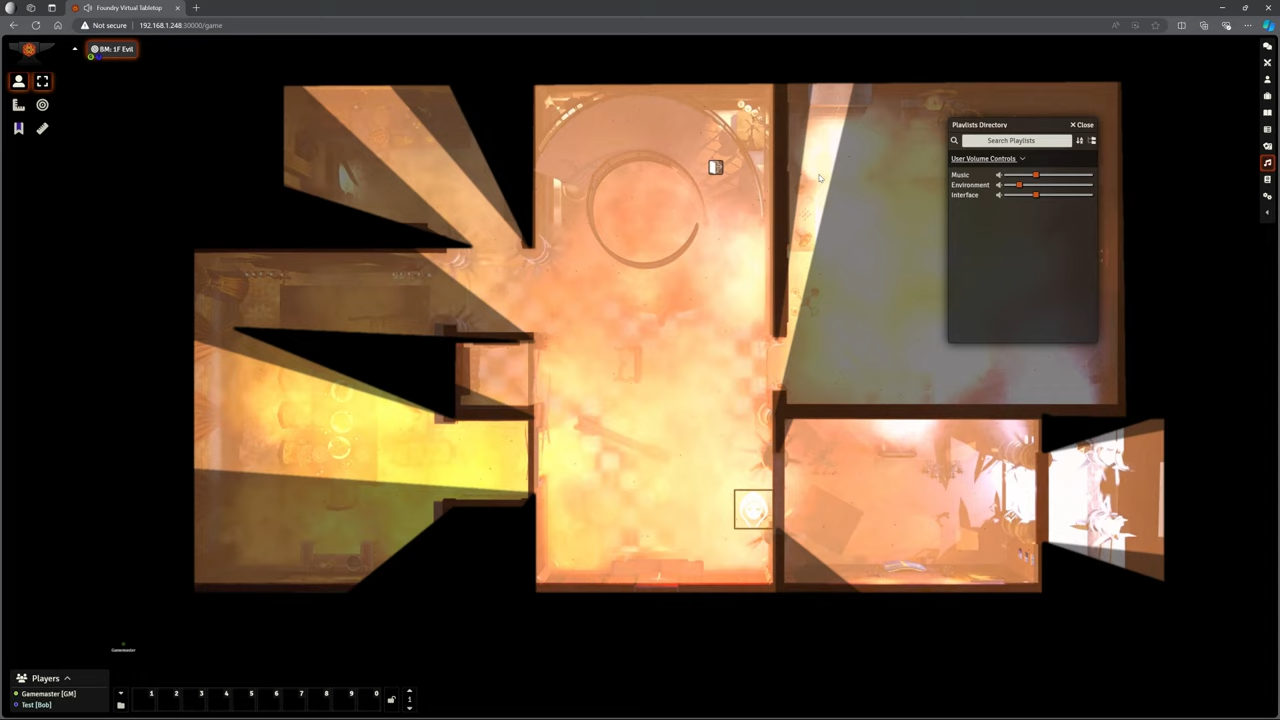 Foundry Virtual Tabletop
Not secure
192.168.1.248:30000/game
BM: 1F Evil
Playlists Directory
Close
Search Playlists
User Volume Controls
Music
Environment
Interface
Gamemaster
Players
Gamemaster [GM]
Test [Bob]
1 2 3 4 5 6 7 8 9 0
1